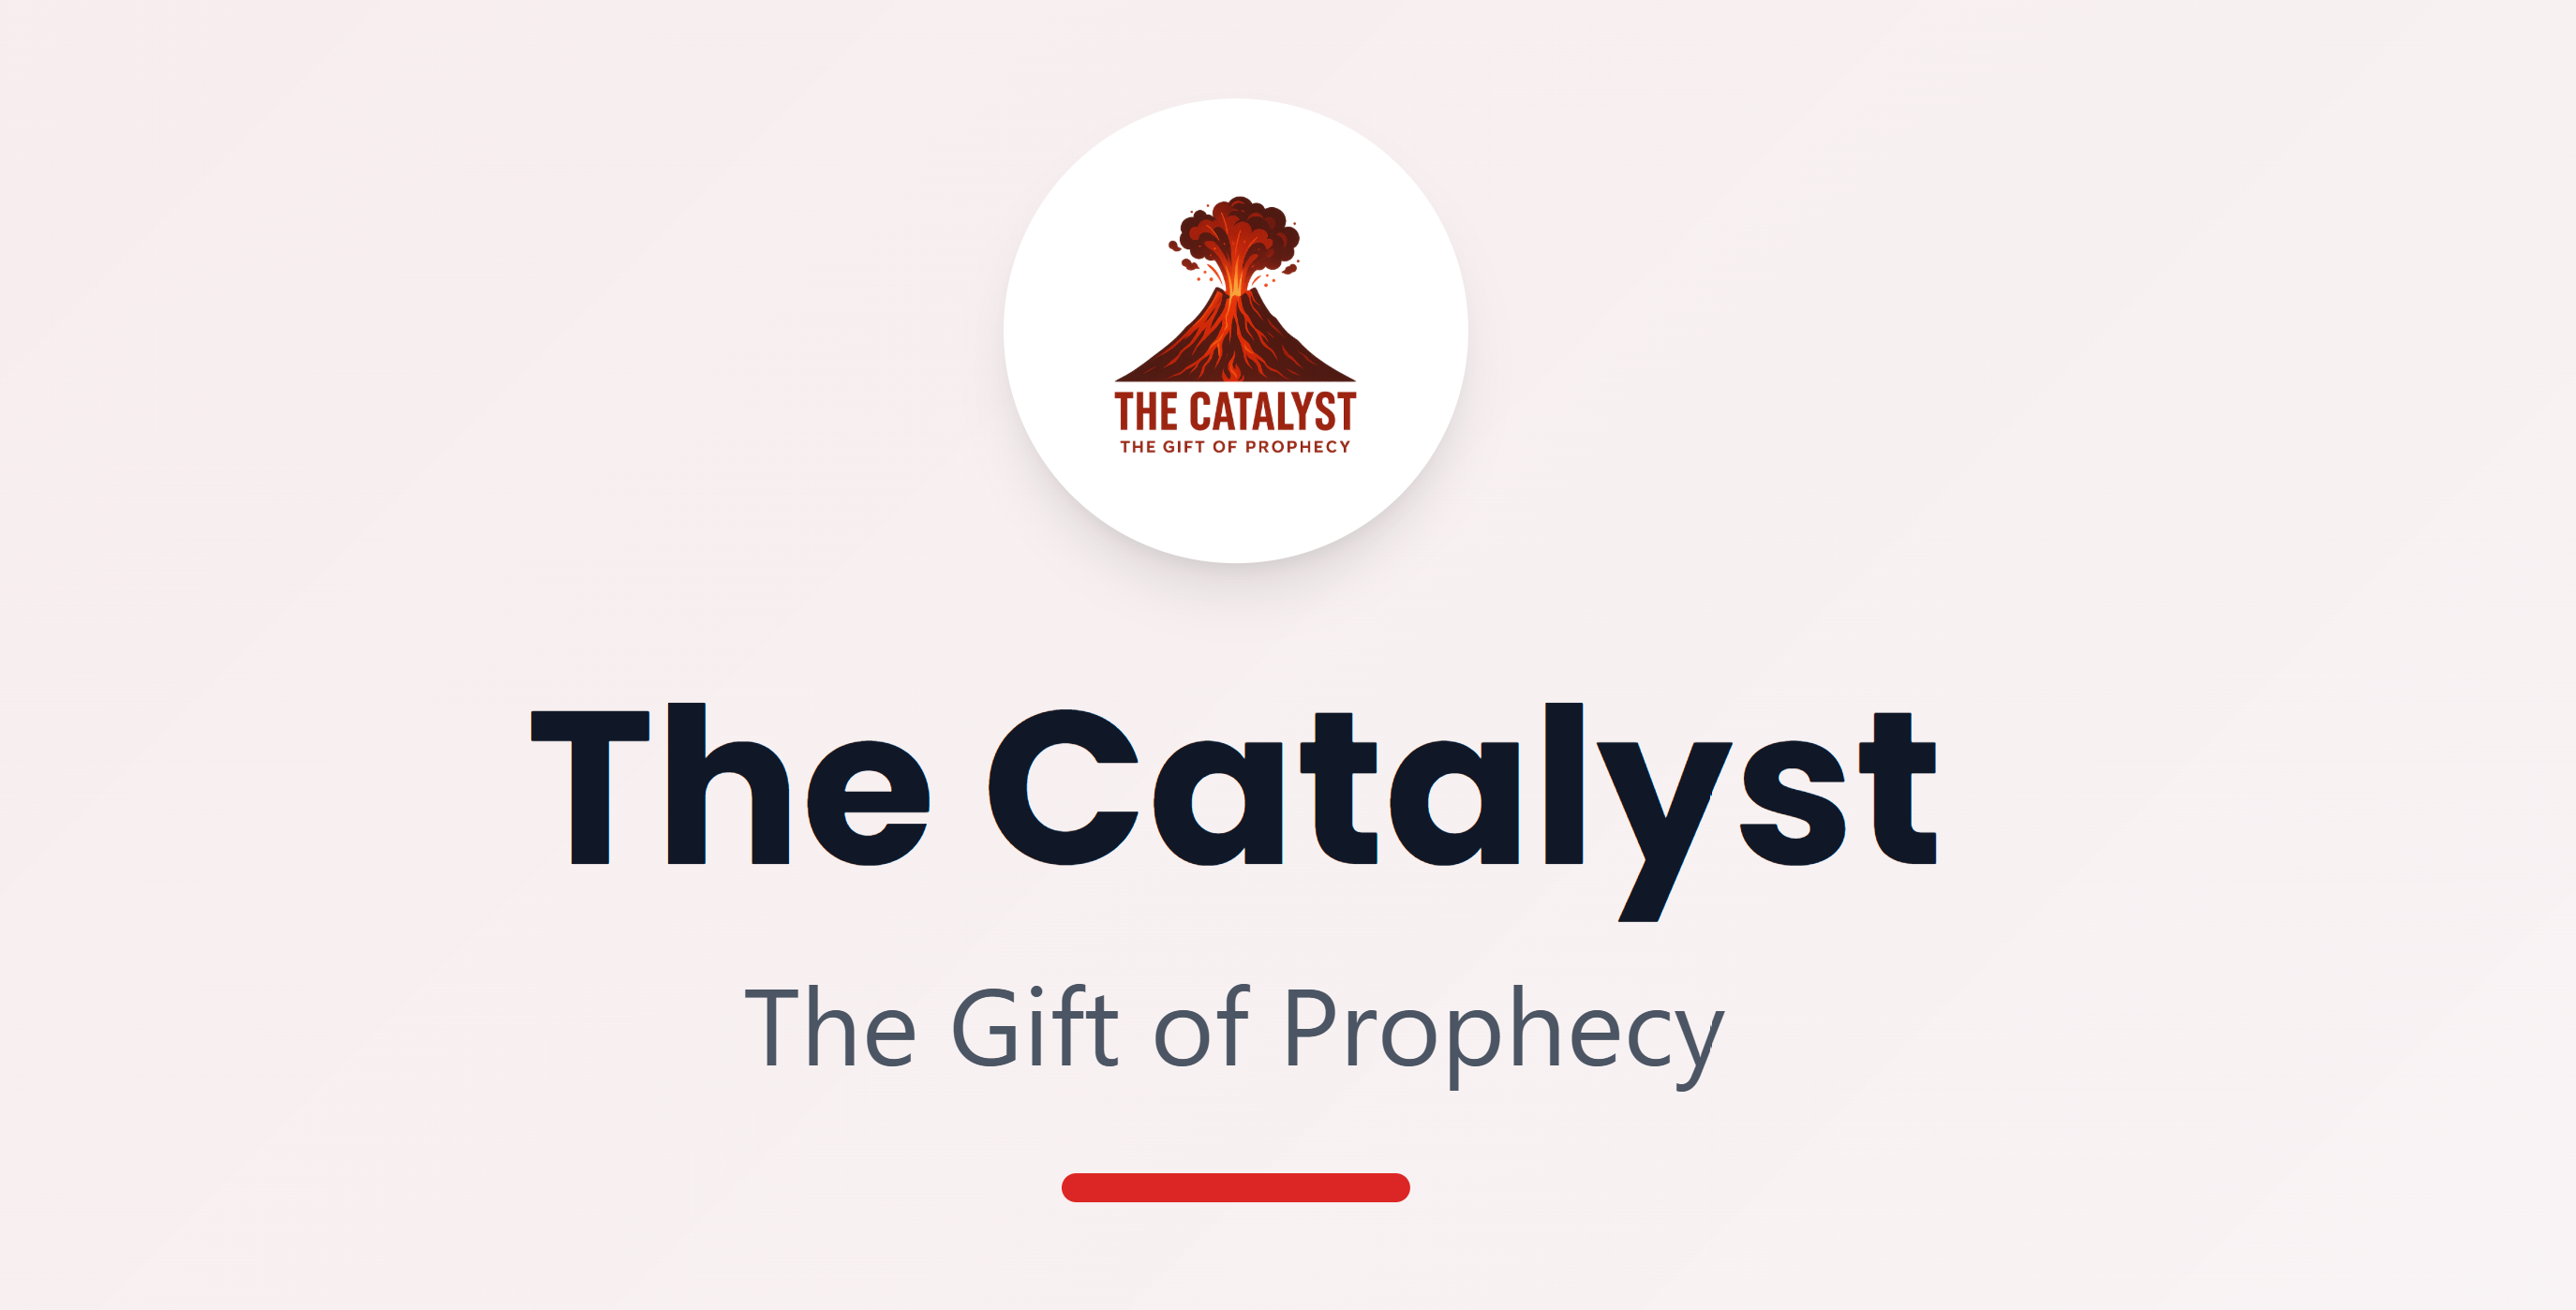 THE CATALYST
THE GIFT OF PROPHECY
The Catalyst
The Gift of Prophecy